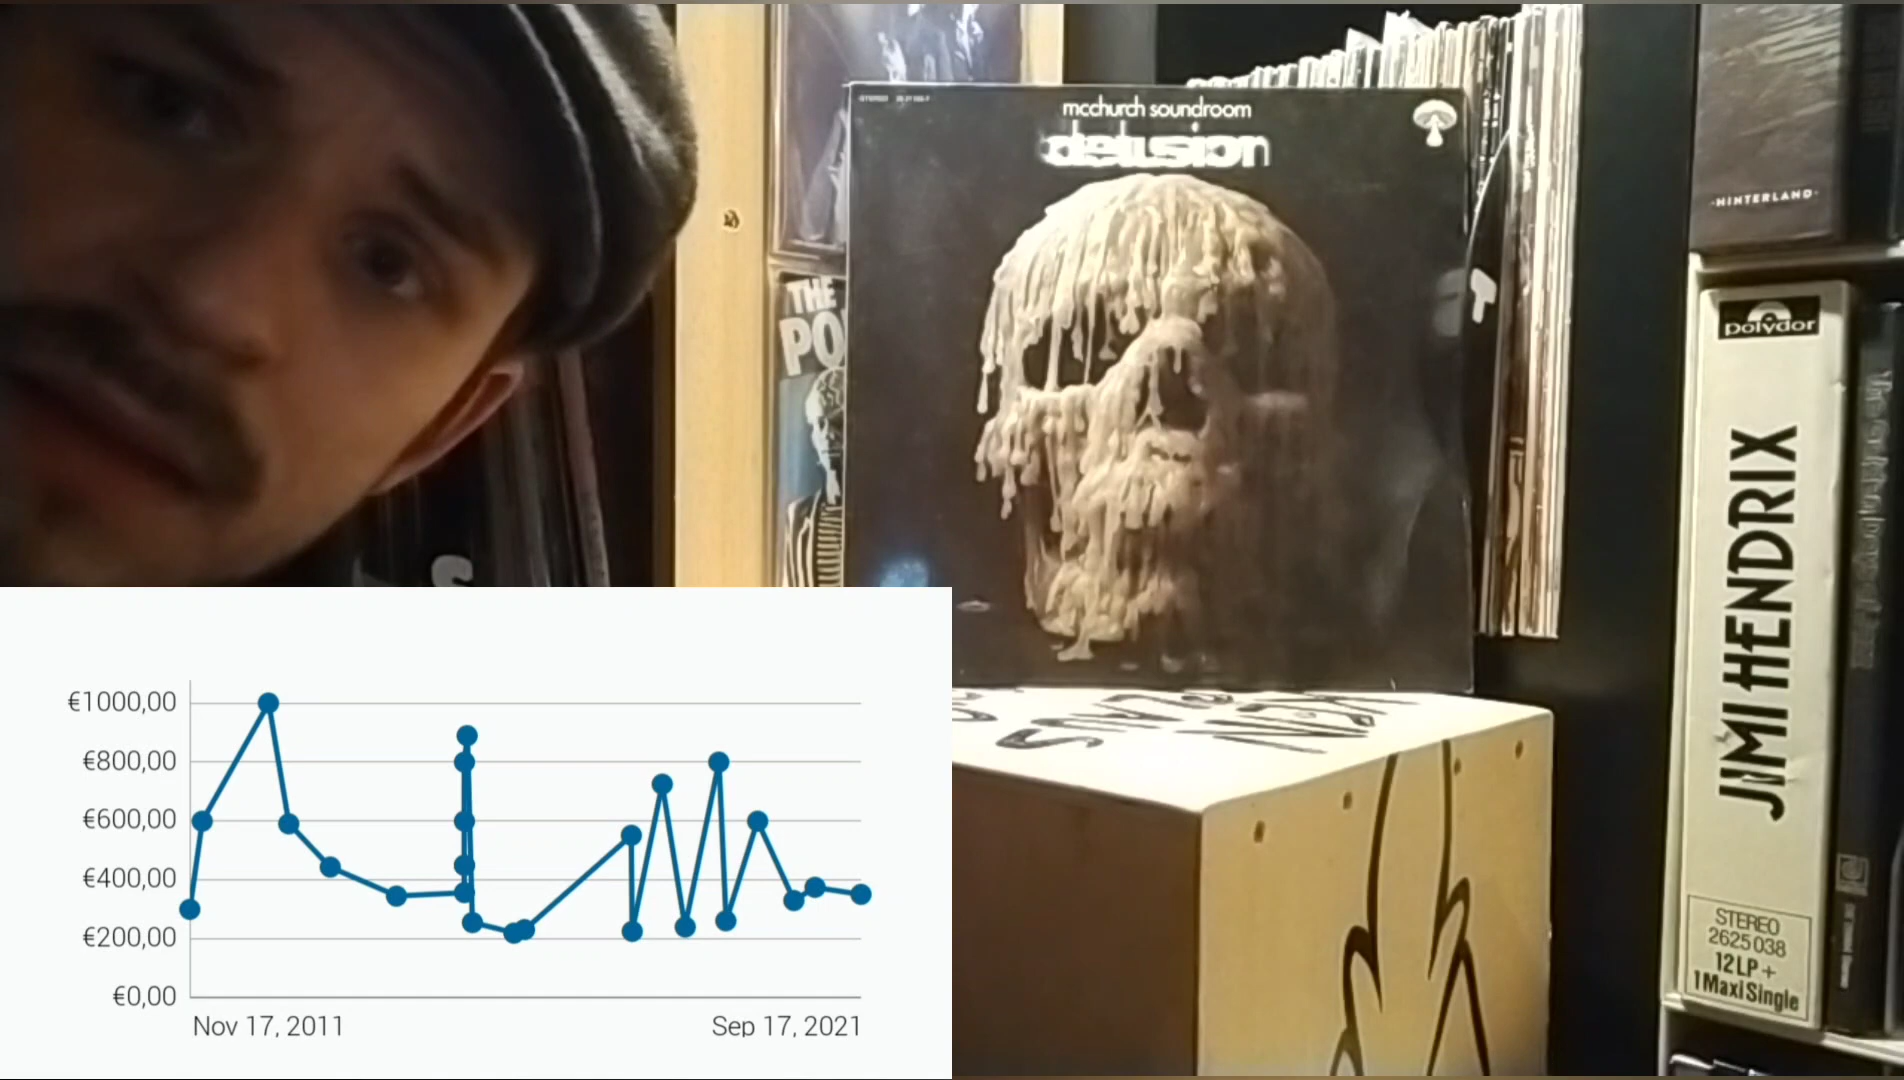 mcchurch soundroom
delusion
THE
PO
T
S
-HINTERLAND-
polydor
JIMI HENDRIX
STEREO
2625 038
12 LP +
1 Maxi Single
€1000,00
€800,00
€600,00
€400,00
€200,00
€0,00
Nov 17, 2011
Sep 17, 2021